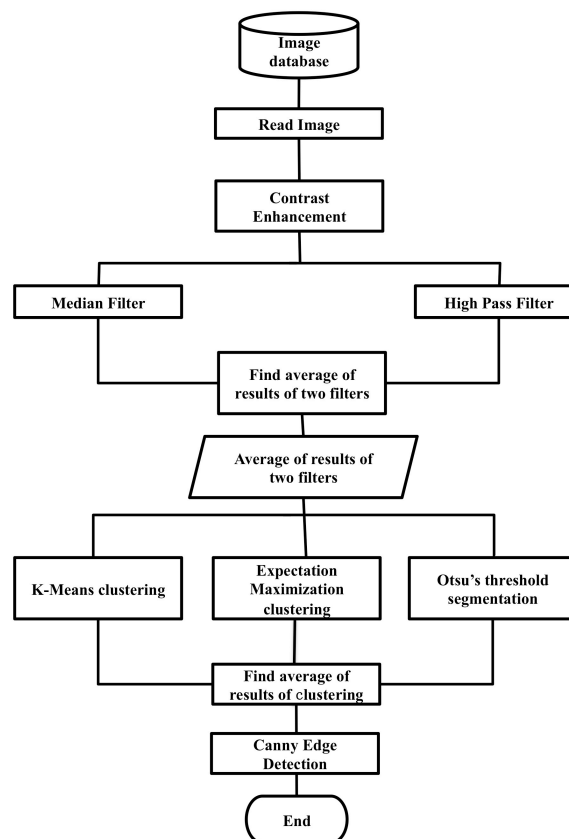 Image
database
Read Image
Contrast
Enhancement
Median Filter
High Pass Filter
Find average of
results of two filters
Average of results of
two filters
K-Means clustering
Expectation
Maximization
clustering
Otsu's threshold
segmentation
Find average of
results of clustering
Canny Edge
Detection
End